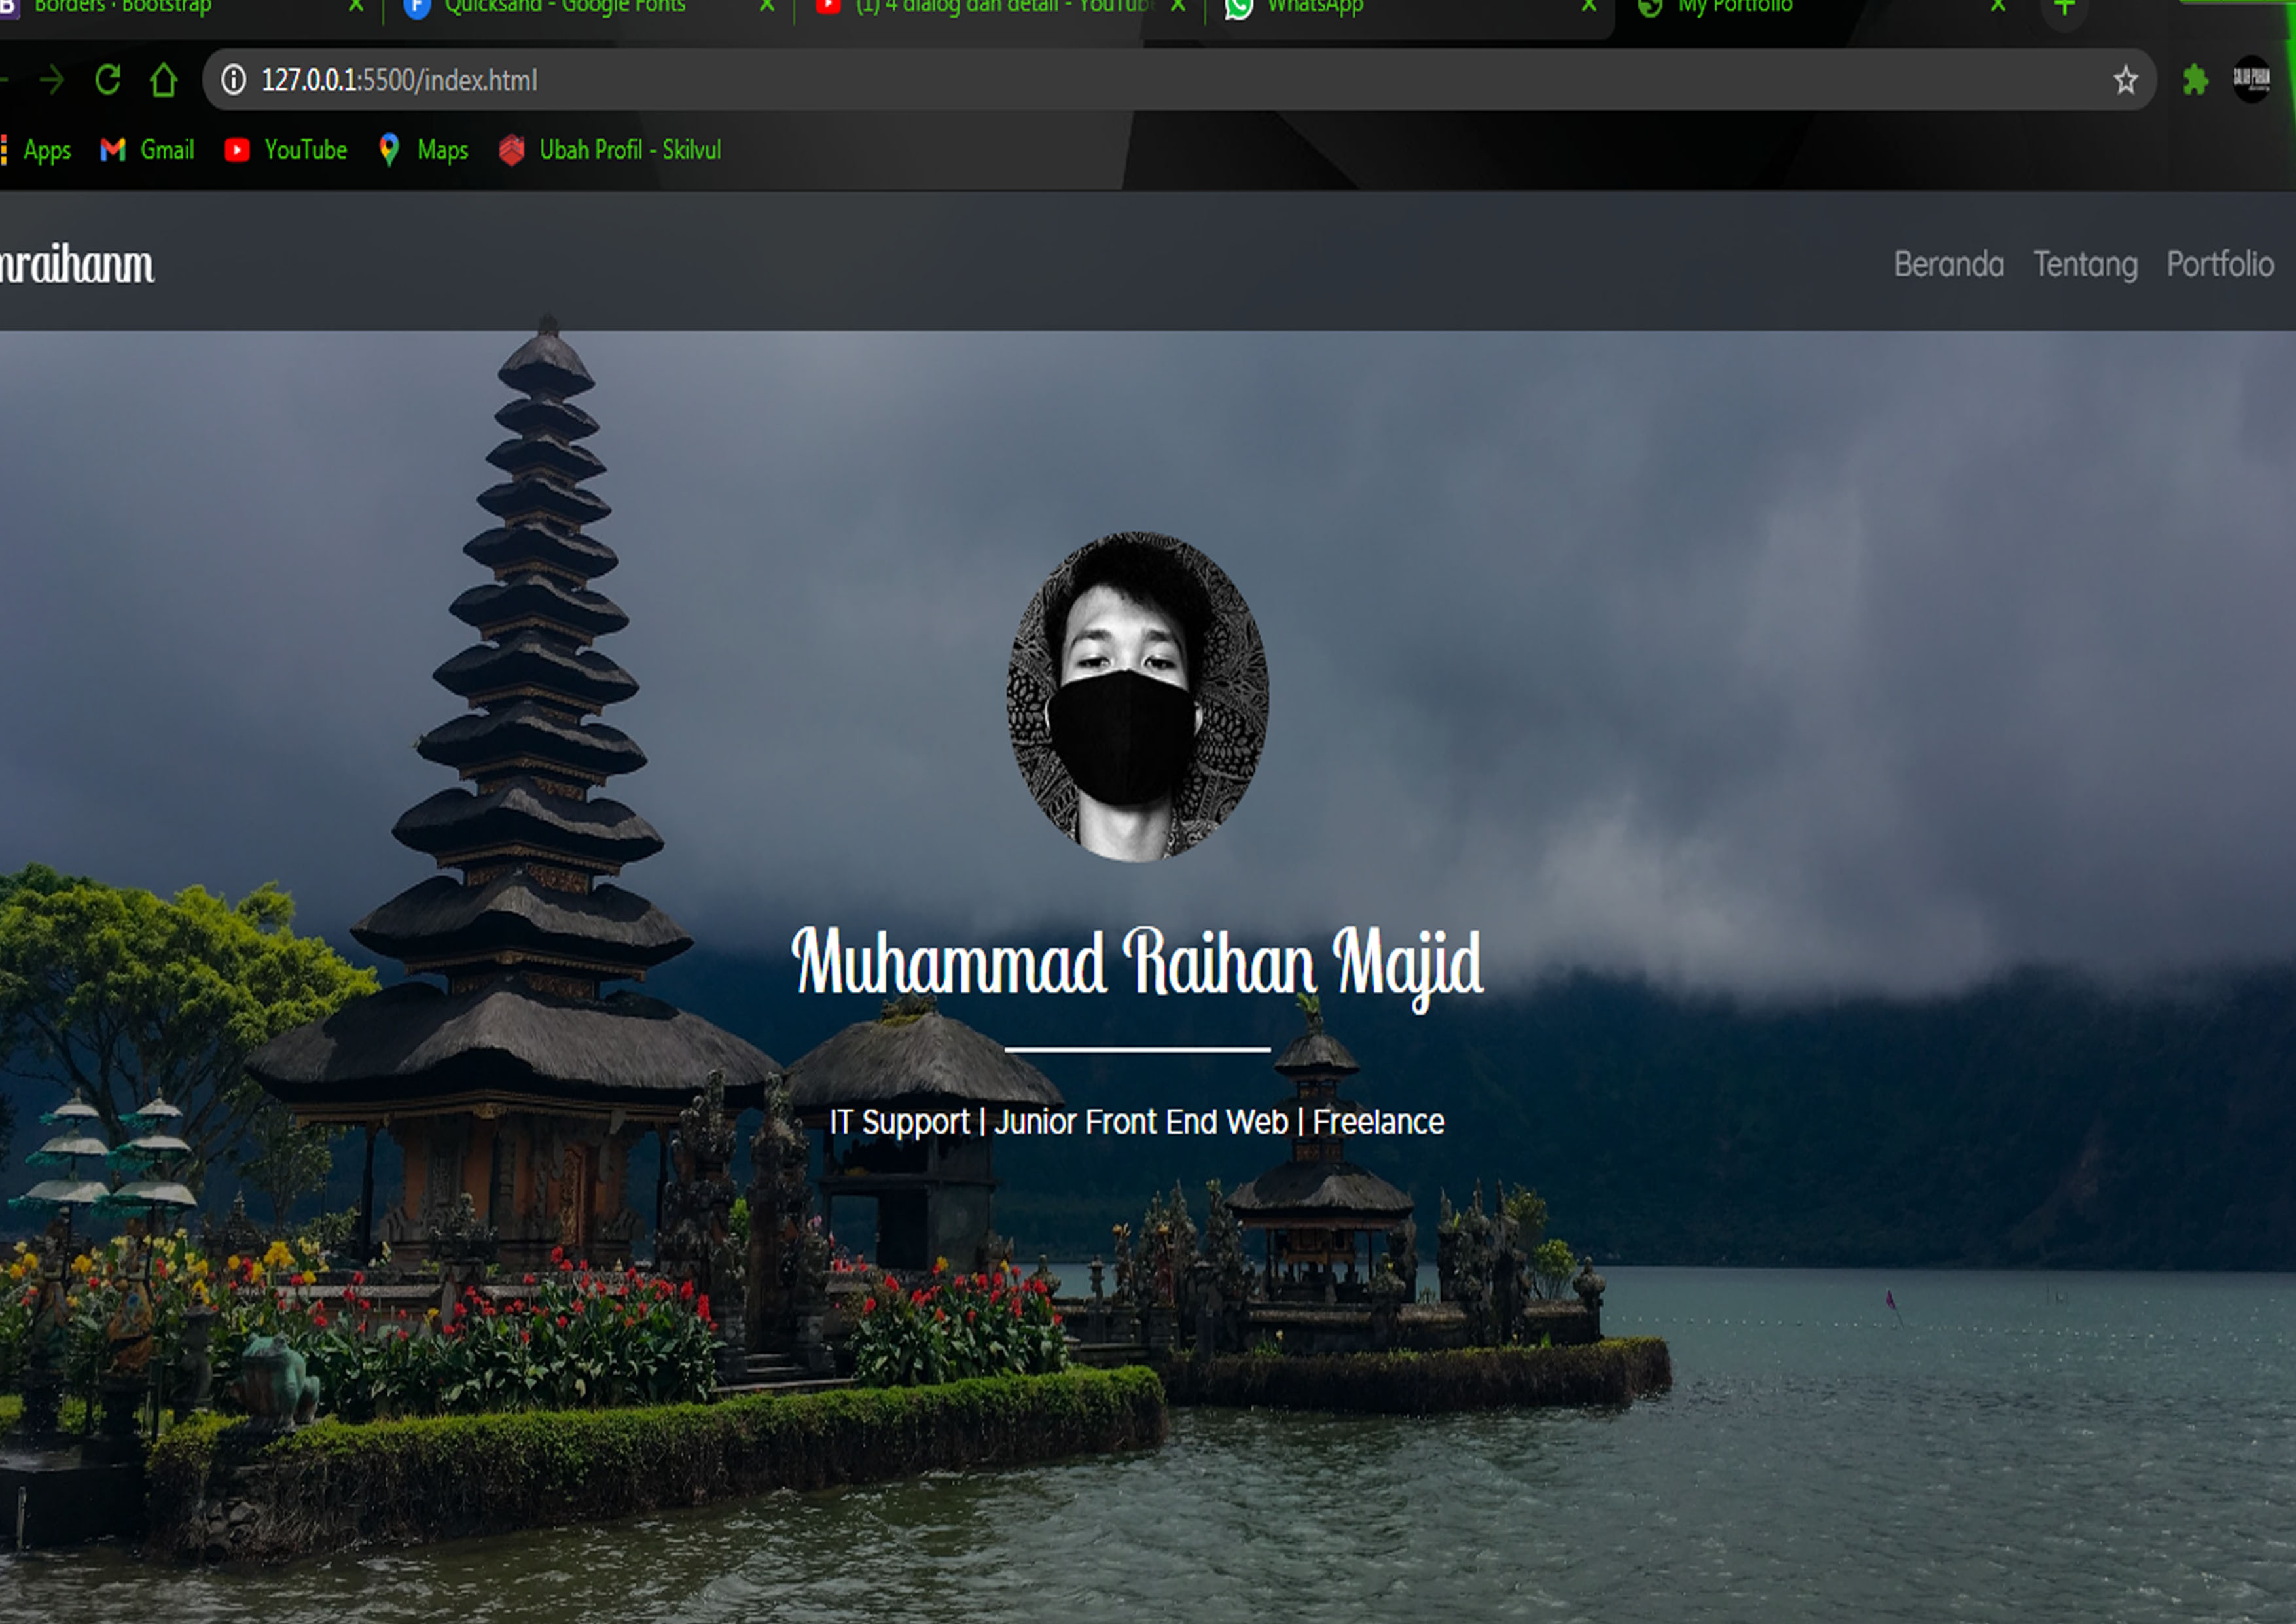 Borders · Bootstrap
Quicksand - Google Fonts
(1) 4 dialog dan detail - YouTube
WhatsApp
My Portfolio
127.0.0.1:5500/index.html
Apps
Gmail
YouTube
Maps
Ubah Profil - Skilvul
mraihanm
Beranda
Tentang
Portfolio
Muhammad Raihan Majid
IT Support | Junior Front End Web | Freelance